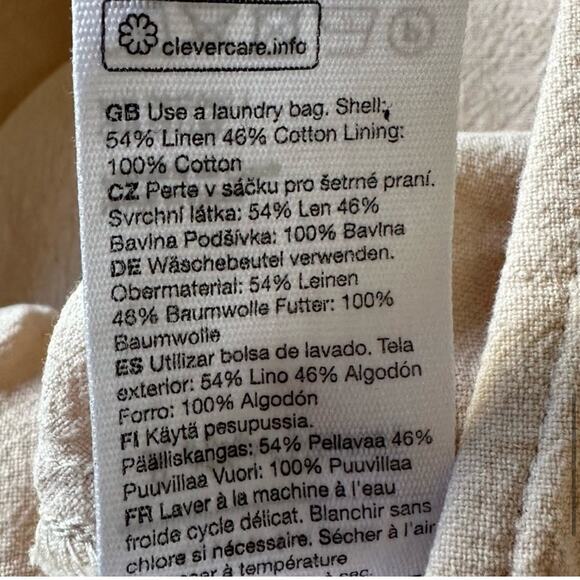 clevercare.info
GB Use a laundry bag. Shell:
54% Linen 46% Cotton Lining:
100% Cotton
CZ Perte v sáčku pro šetrné praní.
Svrchní látka: 54% Len 46%
Bavlna Podšívka: 100% Bavlna
DE Wäschebeutel verwenden.
Obermaterial: 54% Leinen
46% Baumwolle Futter: 100%
Baumwolle
ES Utilizar bolsa de lavado. Tela
exterior: 54% Lino 46% Algodón
Forro: 100% Algodón
FI Käytä pesupussia.
Päälliskangas: 54% Pellavaa 46%
Puuvillaa Vuori: 100% Puuvillaa
FR Laver à la machine à l'eau
froide cycle délicat. Blanchir sans
chlore si nécessaire. Sécher à l'air
à température